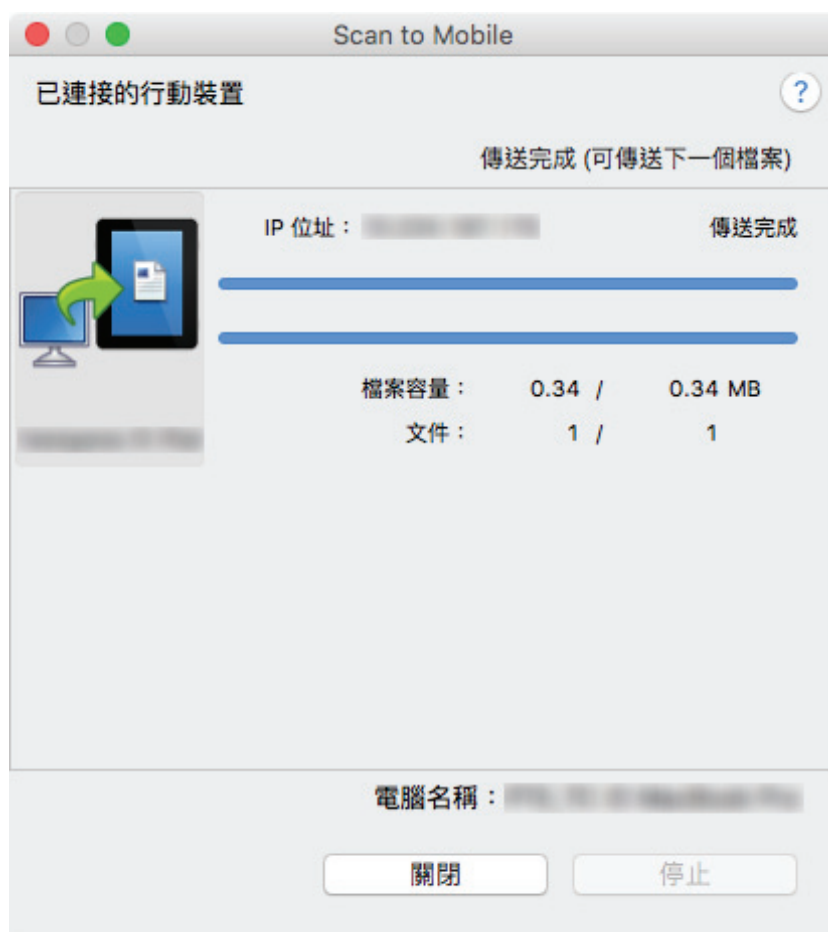 Scan to Mobile
已連接的行動裝置
?
傳送完成 (可傳送下一個檔案)
IP 位址：
傳送完成
檔案容量： 0.34 / 0.34 MB
文件： 1 / 1
電腦名稱：
關閉
停止